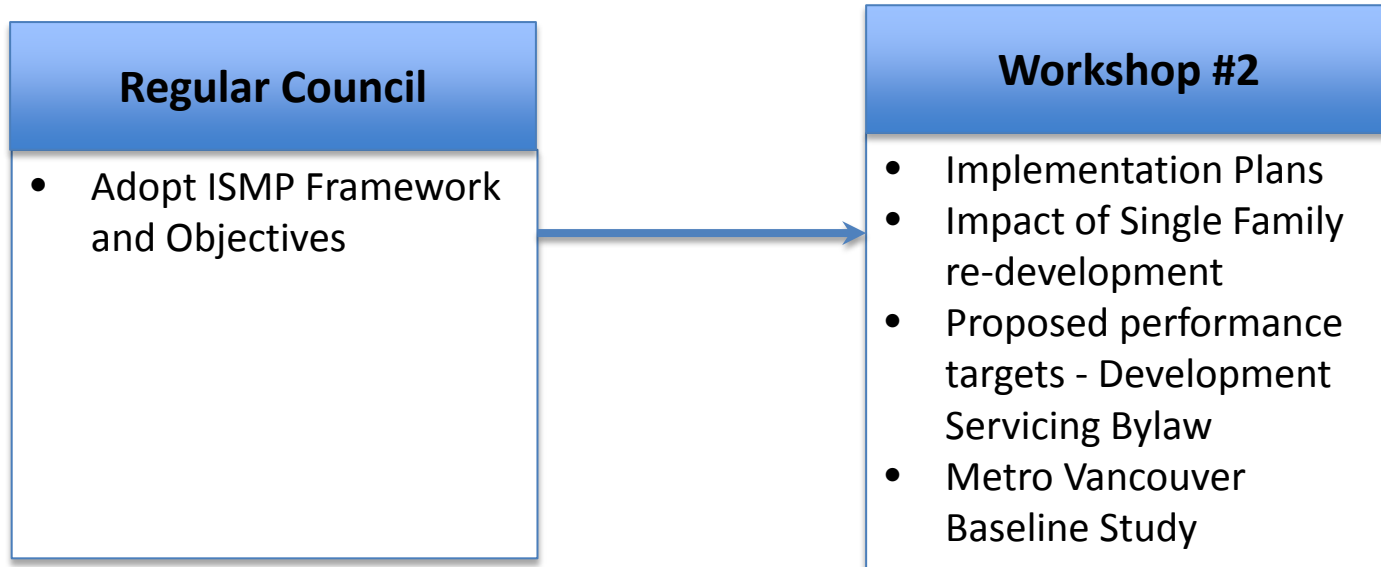 Regular Council
• Adopt ISMP Framework
and Objectives
Workshop #2
• Implementation Plans
• Impact of Single Family
re-development
• Proposed performance
targets - Development
Servicing Bylaw
• Metro Vancouver
Baseline Study